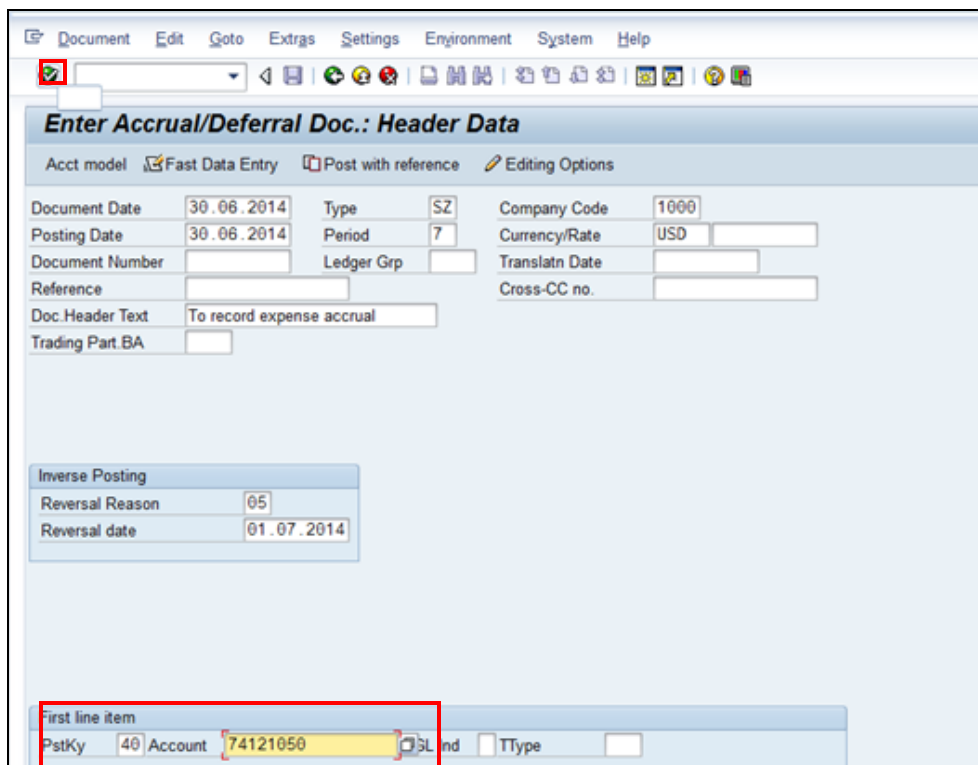 Document Edit Goto Extras Settings Environment System Help
Enter Accrual/Deferral Doc.: Header Data
Acct model Fast Data Entry Post with reference Editing Options
Document Date 30.06.2014 Type SZ Company Code 1000
Posting Date 30.06.2014 Period 7 Currency/Rate USD
Document Number Ledger Grp Translatn Date
Reference Cross-CC no.
Doc.Header Text To record expense accrual
Trading Part.BA
Inverse Posting
Reversal Reason 05
Reversal date 01.07.2014
First line item
PstKy 40 Account 74121050 GL Ind TType